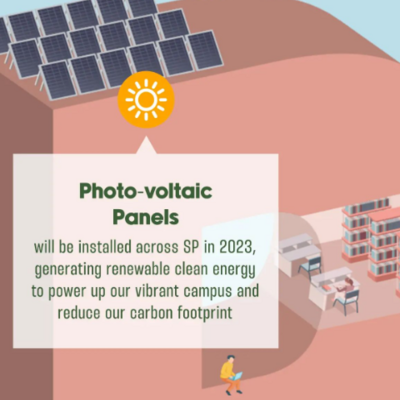 Photo-voltaic
Panels
will be installed across SP in 2023,
generating renewable clean energy
to power up our vibrant campus and
reduce our carbon footprint